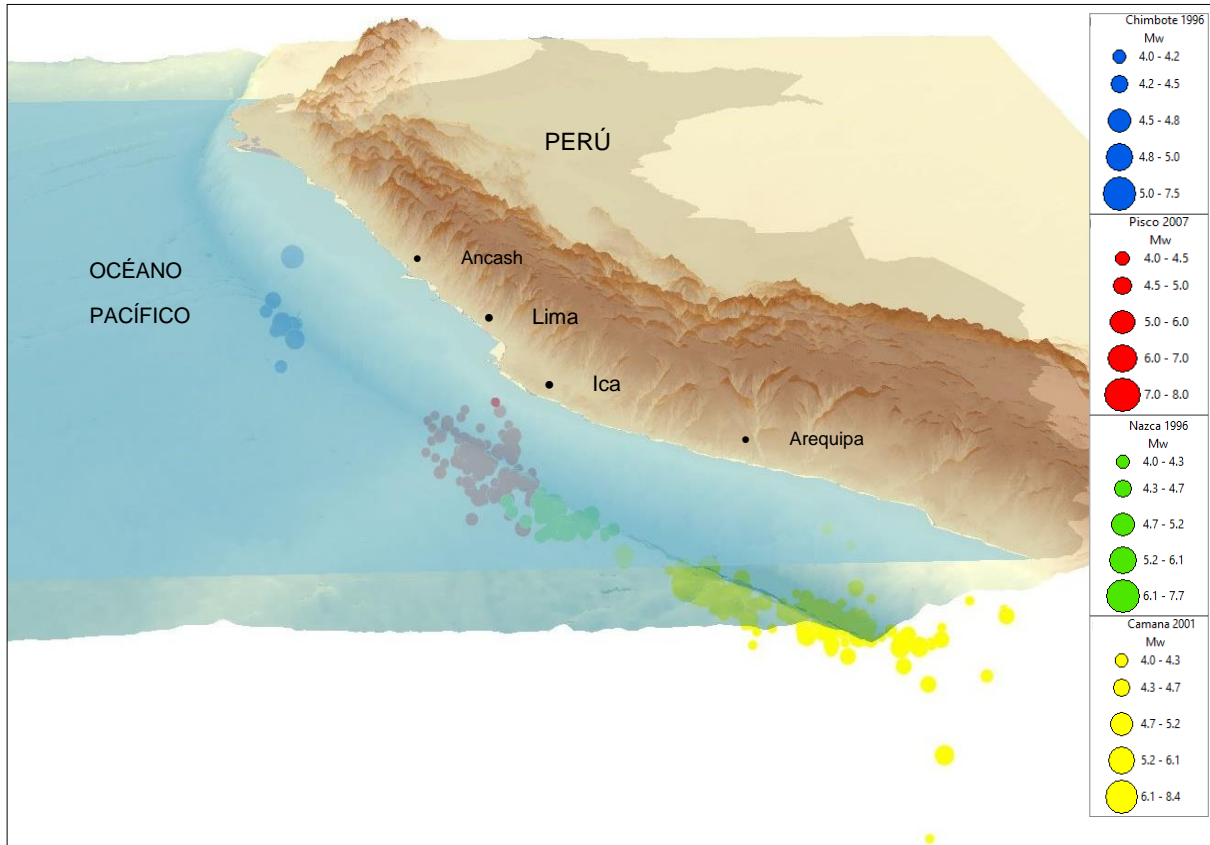 PERÚ
OCÉANO
PACÍFICO
Ancash
Lima
Ica
Arequipa
Chimbote 1996
Mw
4.0 - 4.2
4.2 - 4.5
4.5 - 4.8
4.8 - 5.0
5.0 - 7.5
Pisco 2007
Mw
4.0 - 4.5
4.5 - 5.0
5.0 - 6.0
6.0 - 7.0
7.0 - 8.0
Nazca 1996
Mw
4.0 - 4.3
4.3 - 4.7
4.7 - 5.2
5.2 - 6.1
6.1 - 7.7
Camana 2001
Mw
4.0 - 4.3
4.3 - 4.7
4.7 - 5.2
5.2 - 6.1
6.1 - 8.4